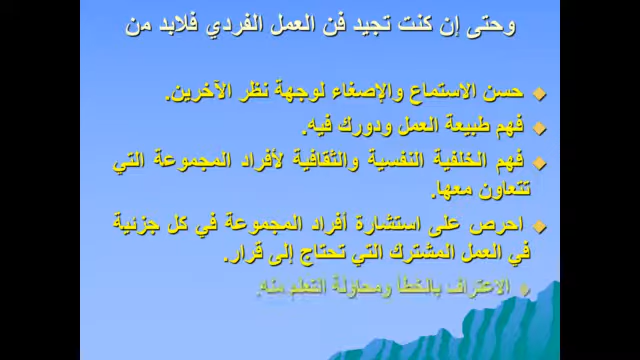 وحتى إن كنت تجيد فن العمل الفردي فلابد من
حسن الاستماع والإصغاء لوجهة نظر الآخرين.
فهم طبيعة العمل ودورك فيه.
فهم الخلفية النفسية والثقافية لأفراد المجموعة التي
تتعاون معها.
احرص على استشارة أفراد المجموعة في كل جزئية
في العمل المشترك التي تحتاج إلى قرار.
الاعتراف بالخطأ ومحاولة التعلم منه.